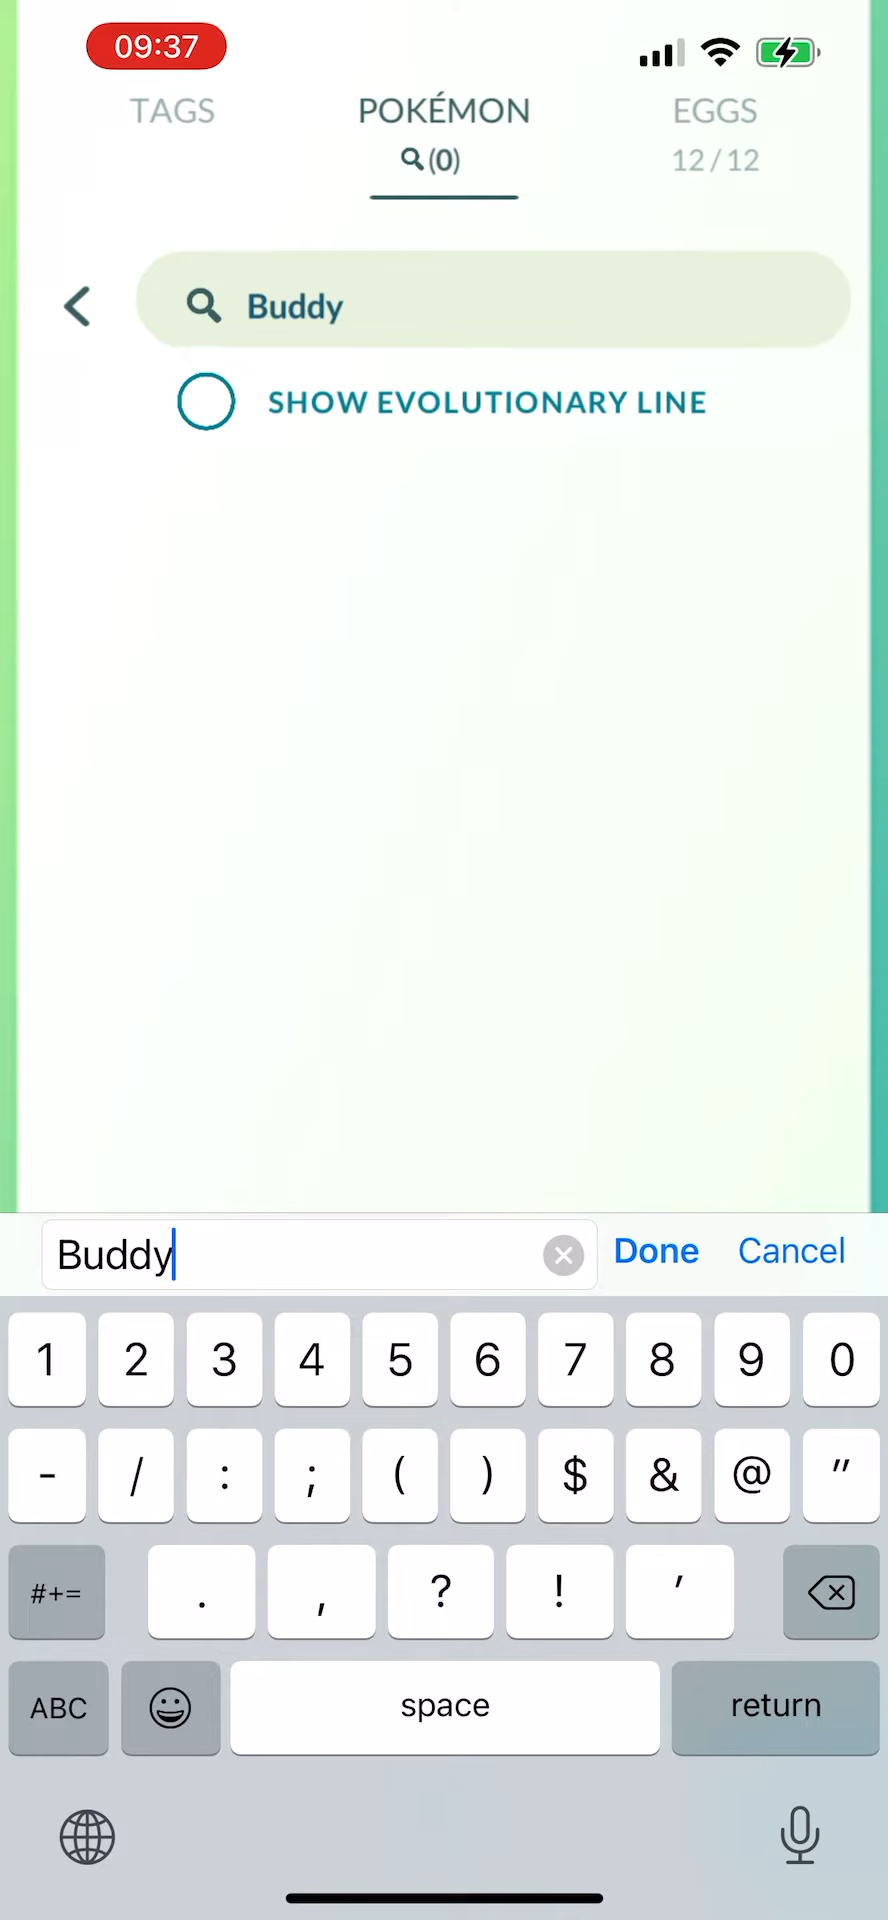 09:37
TAGS POKÉMON EGGS
(0) 12 / 12
Buddy
SHOW EVOLUTIONARY LINE
Buddy Done Cancel
1 2 3 4 5 6 7 8 9 0
- / : ; ( ) $ & @ "
#+= . , ? ! '
ABC space return